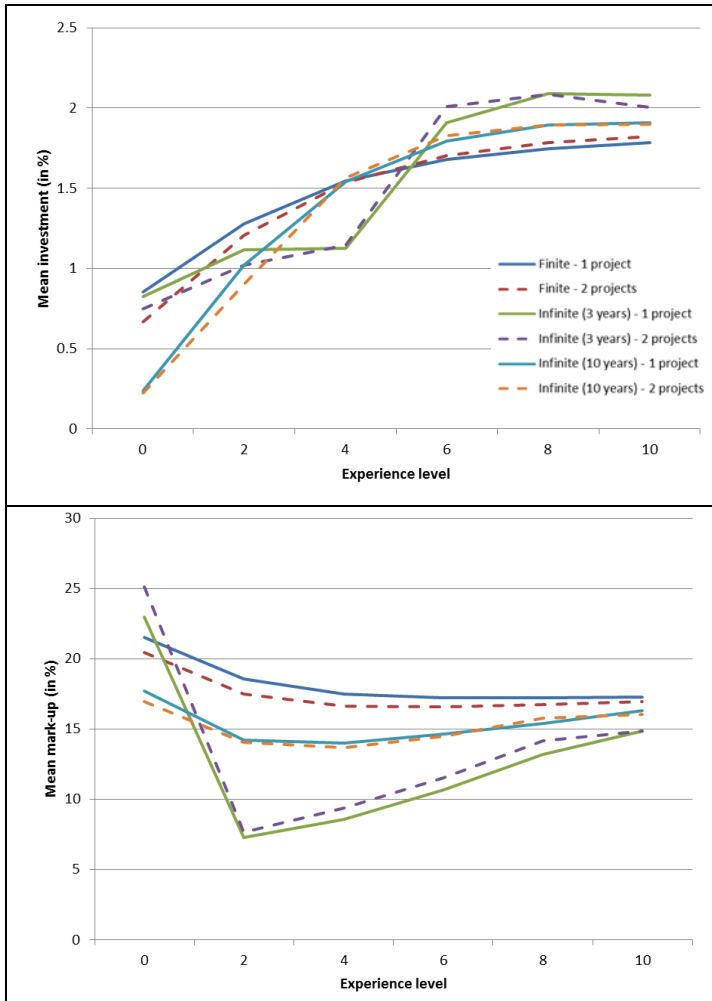 2.5
2
1.5
1
0.5
0
Mean investment (in %)
Finite - 1 project
Finite - 2 projects
Infinite (3 years) - 1 project
Infinite (3 years) - 2 projects
Infinite (10 years) - 1 project
Infinite (10 years) - 2 projects
0 2 4 6 8 10
Experience level
30
25
20
15
10
5
0
Mean mark-up (in %)
0 2 4 6 8 10
Experience level